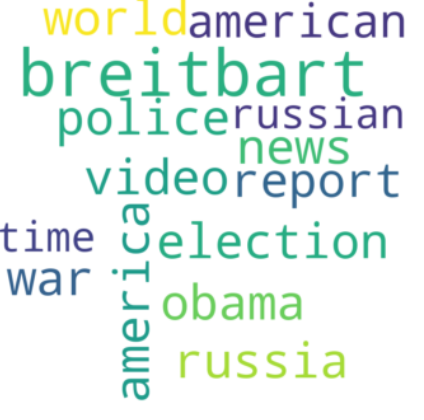 world american
breitbart
police russian
news
video report
time america election
war
obama
russia